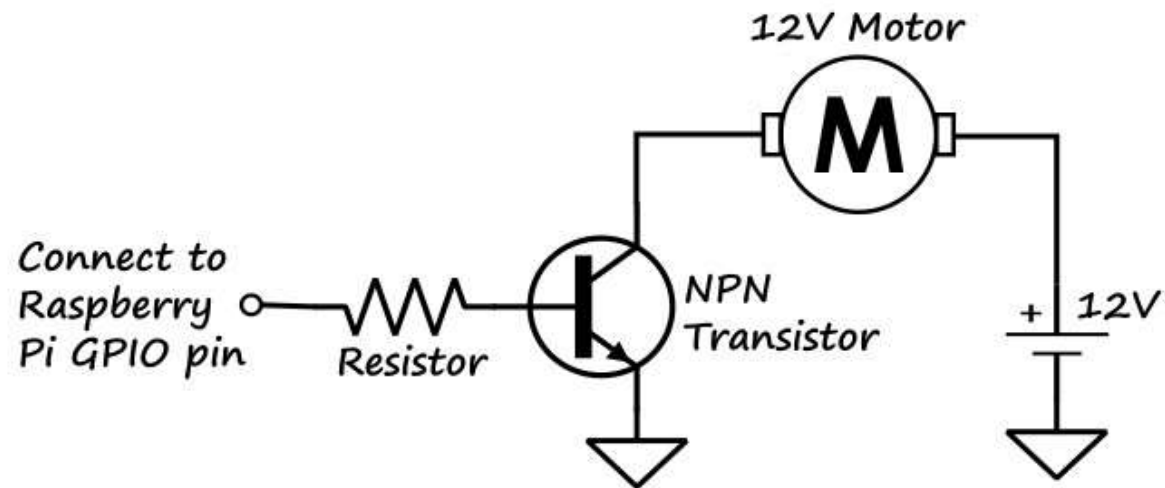 12V Motor
M
Connect to
Raspberry
Pi GPIO pin
Resistor
NPN
Transistor
+
12V